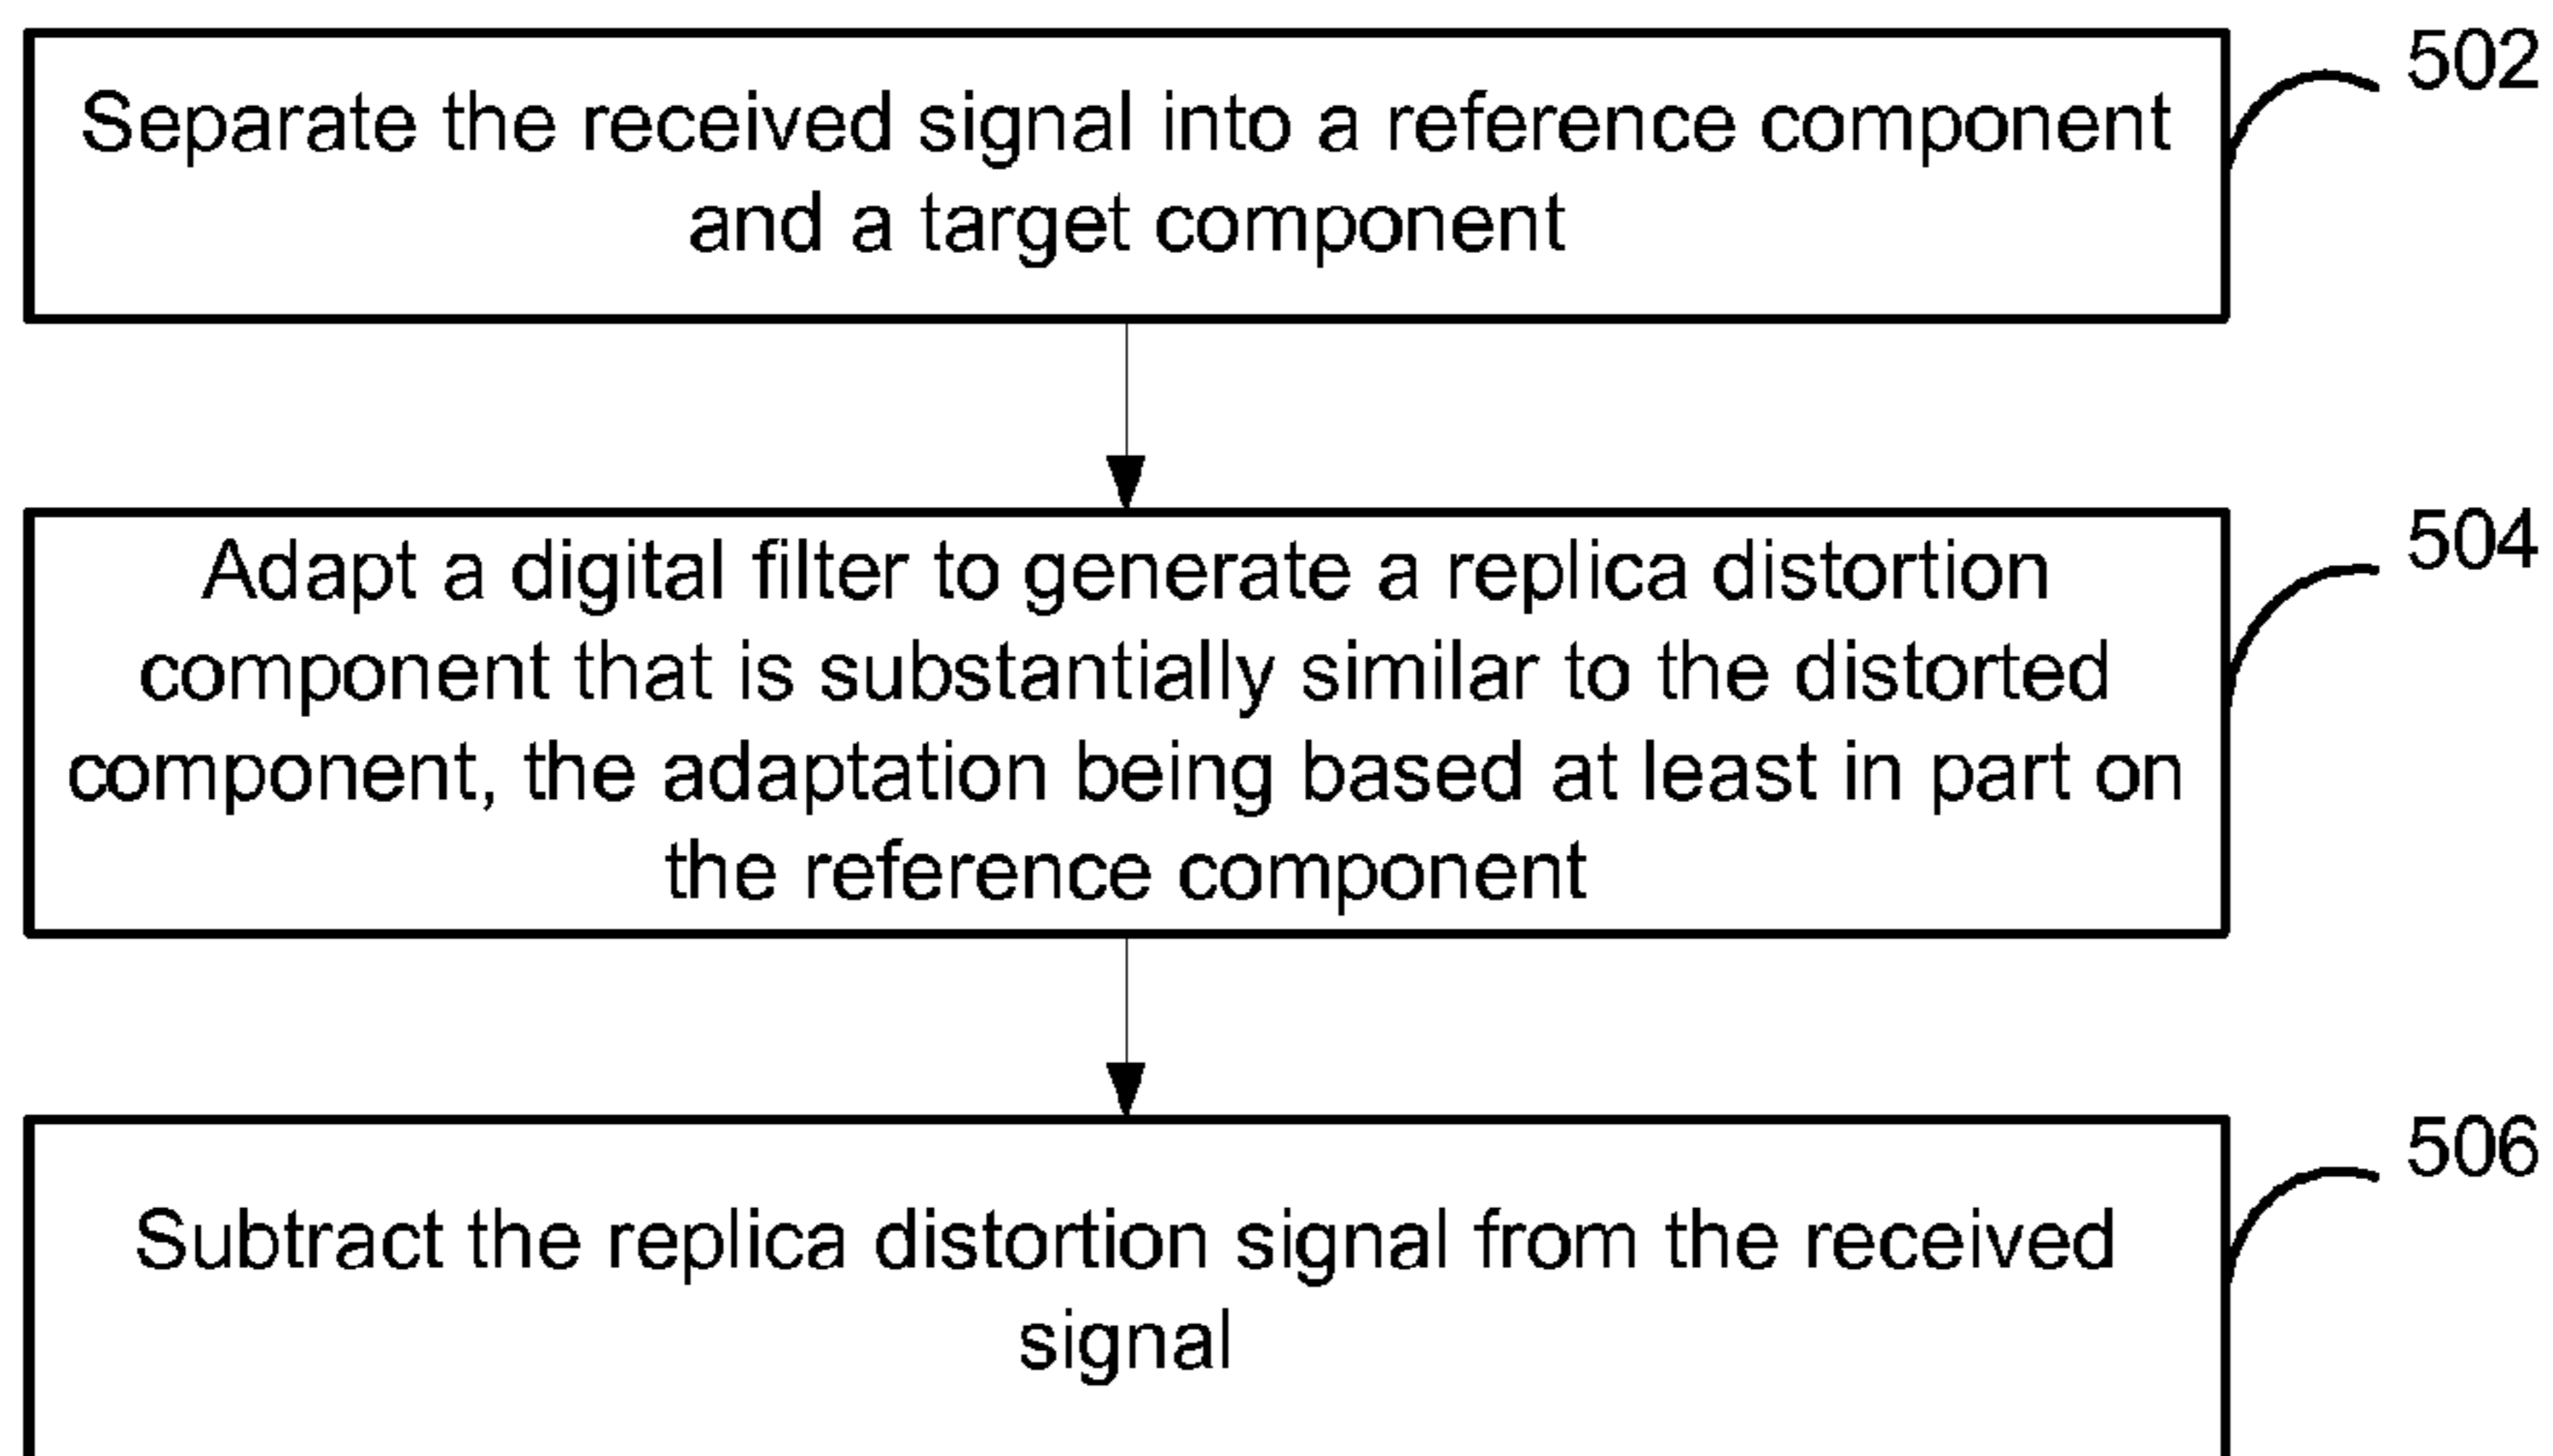 502
Separate the received signal into a reference component
and a target component
504
Adapt a digital filter to generate a replica distortion
component that is substantially similar to the distorted
component, the adaptation being based at least in part on
the reference component
506
Subtract the replica distortion signal from the received
signal